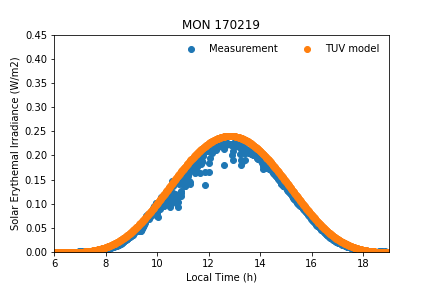 MON 170219
Measurement
TUV model
Solar Erythemal Irradiance (W/m2)
0.45
0.40
0.35
0.30
0.25
0.20
0.15
0.10
0.05
0.00
6 8 10 12 14 16 18
Local Time (h)